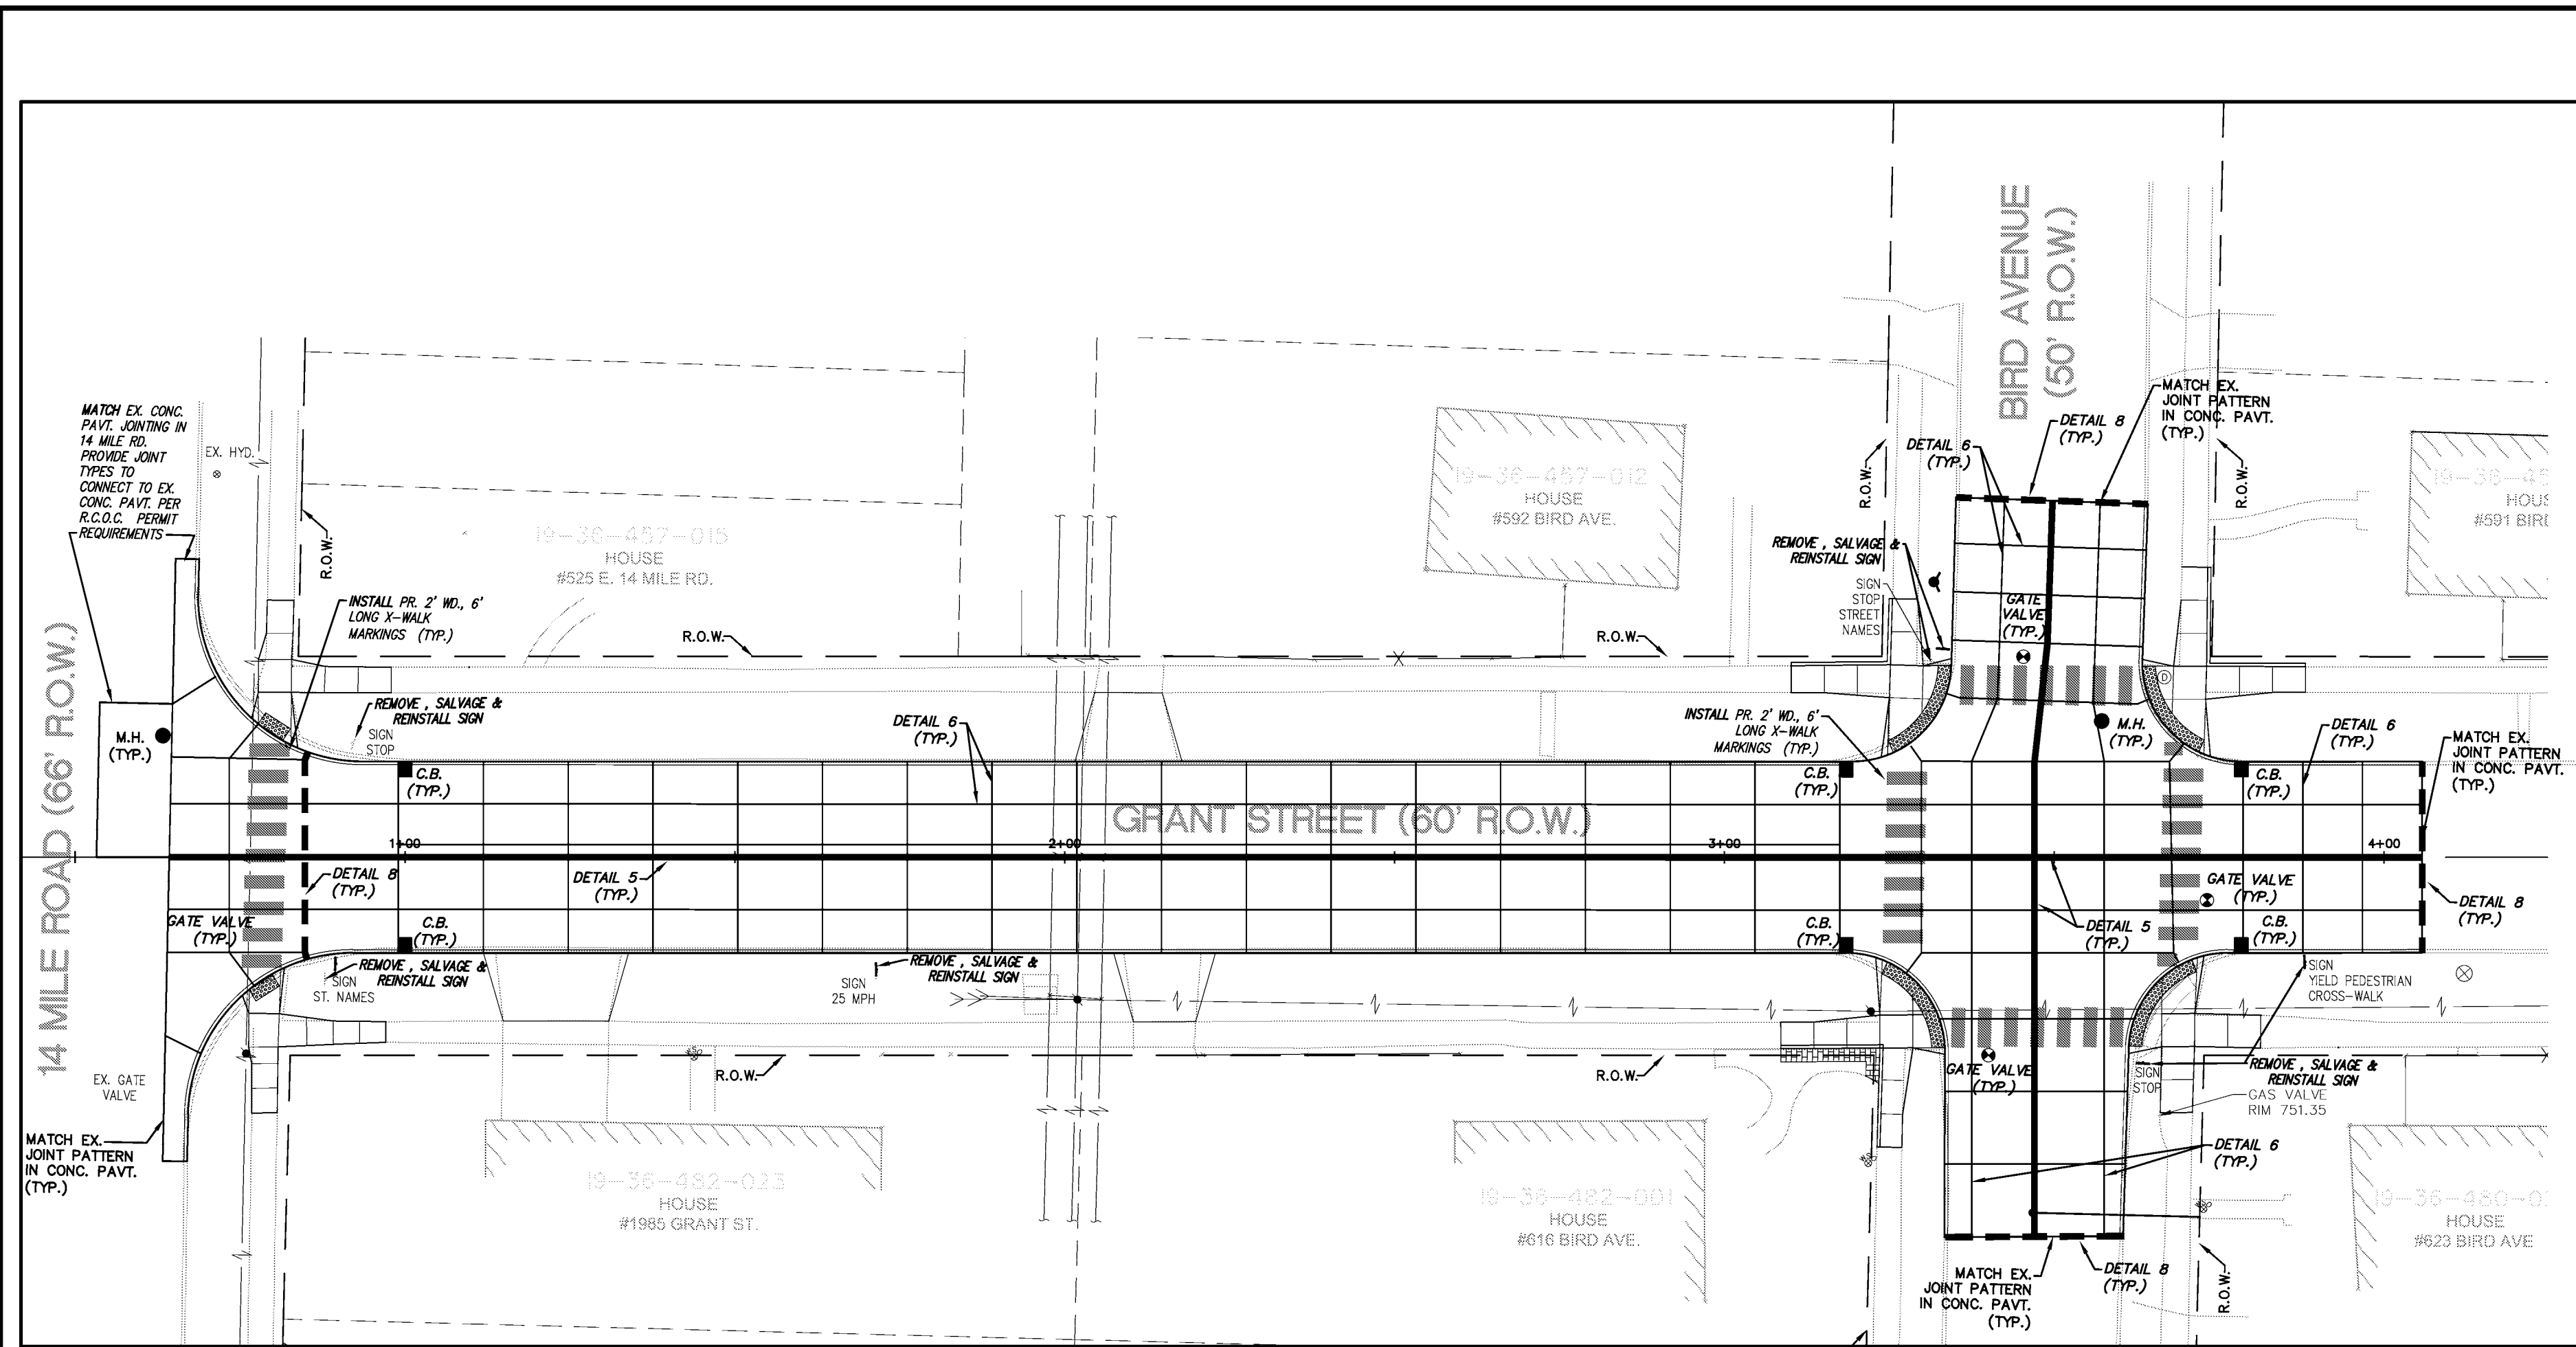 MATCH EX. CONC.
PAVT. JOINTING IN
14 MILE RD.
PROVIDE JOINT
TYPES TO
CONNECT TO EX.
CONC. PAVT. PER
R.C.O.C. PERMIT
REQUIREMENTS
EX. HYD.
R.O.W.
19-36-457-015
HOUSE
#525 E. 14 MILE RD.
INSTALL PR. 2' WD., 6'
LONG X-WALK
MARKINGS (TYP.)
R.O.W.
REMOVE , SALVAGE &
REINSTALL SIGN
SIGN
STOP
M.H.
(TYP.)
14 MILE ROAD (66' R.O.W.)
C.B.
(TYP.)
DETAIL 6
(TYP.)
19-36-457-012
HOUSE
#592 BIRD AVE.
R.O.W.
BIRD AVENUE
(50' R.O.W.)
MATCH EX.
JOINT PATTERN
IN CONC. PAVT.
(TYP.)
DETAIL 8
(TYP.)
DETAIL 6
(TYP.)
R.O.W.
R.O.W.
19-36-45
HOUS
#591 BIR
REMOVE , SALVAGE &
REINSTALL SIGN
SIGN
STOP
STREET
NAMES
GATE
VALVE
(TYP.)
D
INSTALL PR. 2' WD., 6'
LONG X-WALK
MARKINGS (TYP.)
M.H.
(TYP.)
DETAIL 6
(TYP.)
MATCH EX.
JOINT PATTERN
IN CONC. PAVT.
(TYP.)
C.B.
(TYP.)
C.B.
(TYP.)
GRANT STREET (60' R.O.W.)
1+00
2+00
3+00
4+00
DETAIL 8
(TYP.)
DETAIL 5
(TYP.)
GATE VALVE
(TYP.)
C.B.
(TYP.)
C.B.
(TYP.)
DETAIL 5
(TYP.)
GATE VALVE
(TYP.)
C.B.
(TYP.)
DETAIL 8
(TYP.)
REMOVE , SALVAGE &
REINSTALL SIGN
SIGN
ST. NAMES
REMOVE , SALVAGE &
REINSTALL SIGN
SIGN
25 MPH
SIGN
YIELD PEDESTRIAN
CROSS-WALK
EX. GATE
VALVE
R.O.W.
R.O.W.
GATE VALVE
(TYP.)
SIGN
STOP
REMOVE , SALVAGE &
REINSTALL SIGN
GAS VALVE
RIM 751.35
MATCH EX.
JOINT PATTERN
IN CONC. PAVT.
(TYP.)
19-36-482-023
HOUSE
#1985 GRANT ST.
19-36-482-001
HOUSE
#616 BIRD AVE.
DETAIL 6
(TYP.)
19-36-480-0
HOUSE
#623 BIRD AVE
MATCH EX.
JOINT PATTERN
IN CONC. PAVT.
(TYP.)
DETAIL 8
(TYP.)
R.O.W.